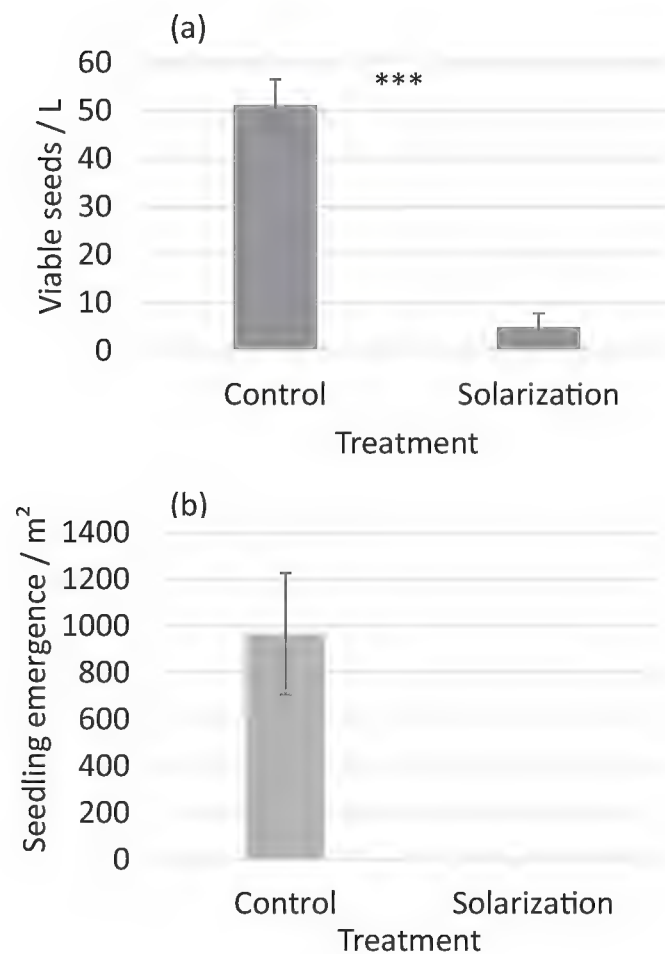 (a)
Viable seeds / L
60
50
40
30
20
10
0
***
Control
Solarization
Treatment
(b)
Seedling emergence / m²
1400
1200
1000
800
600
400
200
0
Control
Solarization
Treatment